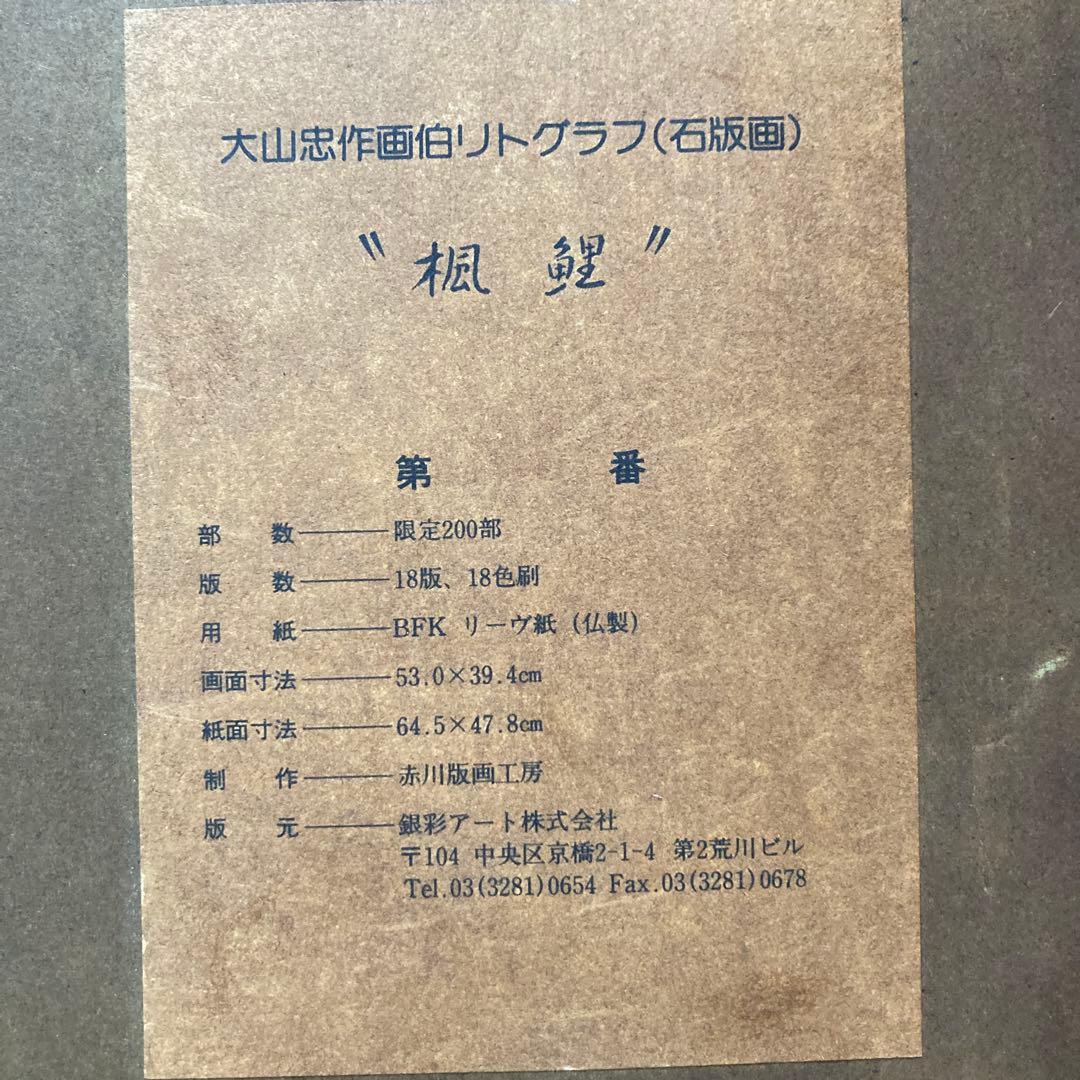 大山忠作画伯リトグラフ(石版画)
〝楓 鯉〟
第 番
部 数―――限定200部
版 数―――18版、18色刷
用 紙―――BFK リーヴ紙 (仏製)
画面寸法―――53.0×39.4cm
紙面寸法―――64.5×47.8cm
制 作―――赤川版画工房
版 元―――銀彩アート株式会社
〒104 中央区京橋2-1-4 第2荒川ビル
Tel.03(3281)0654 Fax.03(3281)0678